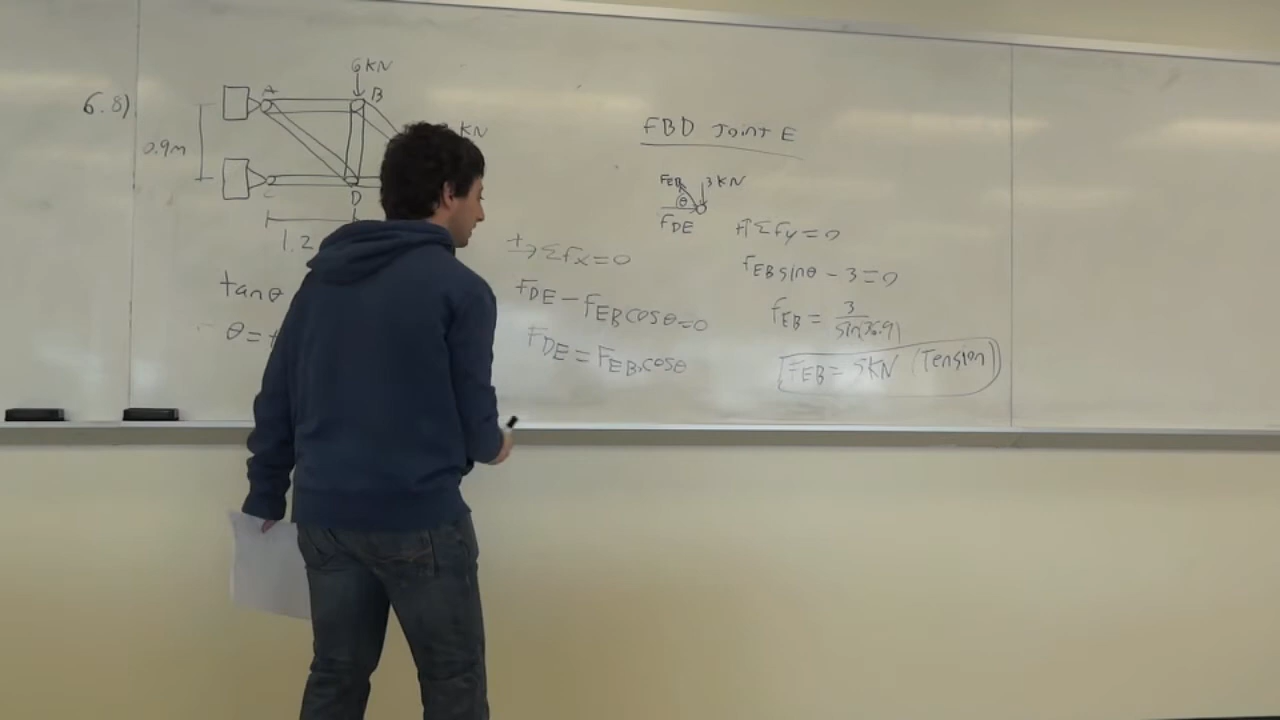 6.8)
6KN
A
B
KN
0.9m
C
D
1.2
tanθ
θ=
+→ΣFx=0
FDE-FEBcosθ=0
FDE=FEBcosθ
FBD Joint E
FEB
3KN
θ
FDE
+↑ΣFy=0
FEBsinθ-3=0
FEB=3/sin(36.9)
FEB=5KN (Tension)